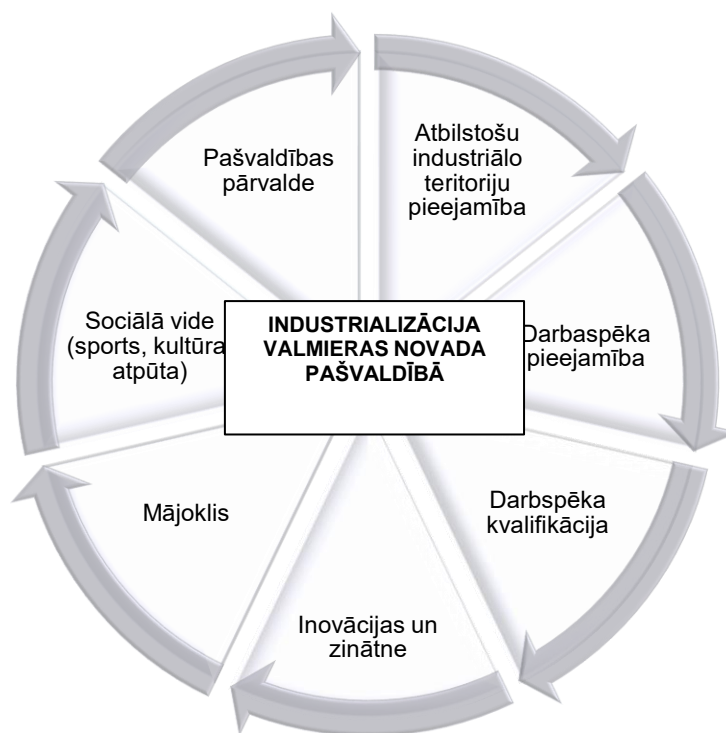 Pašvaldības
pārvalde
Atbilstošu
industriālo
teritoriju
pieejamība
Sociālā vide
(sports, kultūra
atpūta)
INDUSTRIALIZĀCIJA
VALMIERAS NOVADA
PAŠVALDĪBĀ
Darbaspēka
pieejamība
Mājoklis
Darbspēka
kvalifikācija
Inovācijas un
zinātne